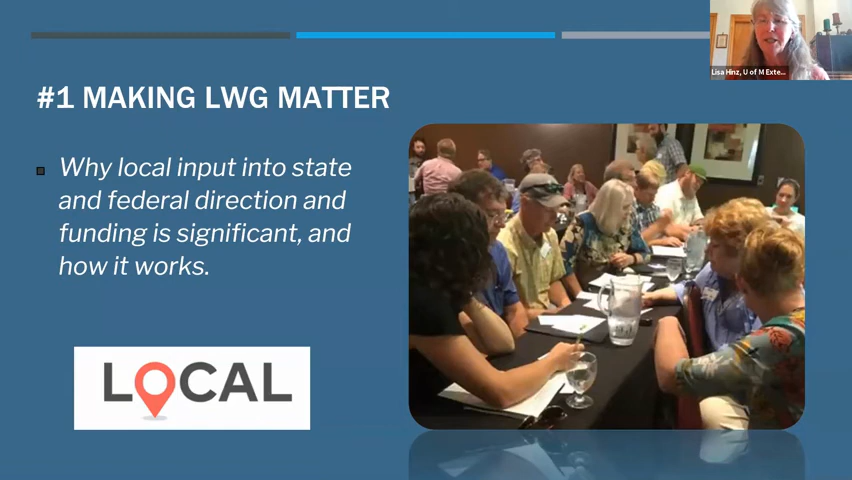 Lisa Hinz, U of M Exte...
#1 MAKING LWG MATTER
Why local input into state
and federal direction and
funding is significant, and
how it works.
LOCAL